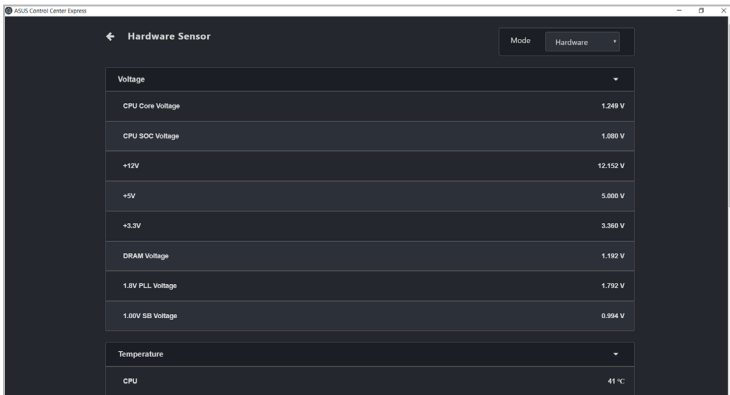 ASUS Control Center Express
Hardware Sensor
Mode Hardware
Voltage
CPU Core Voltage 1.249 V
CPU SOC Voltage 1.080 V
+12V 12.152 V
+5V 5.000 V
+3.3V 3.360 V
DRAM Voltage 1.192 V
1.8V PLL Voltage 1.792 V
1.00V SB Voltage 0.994 V
Temperature
CPU 41 °C